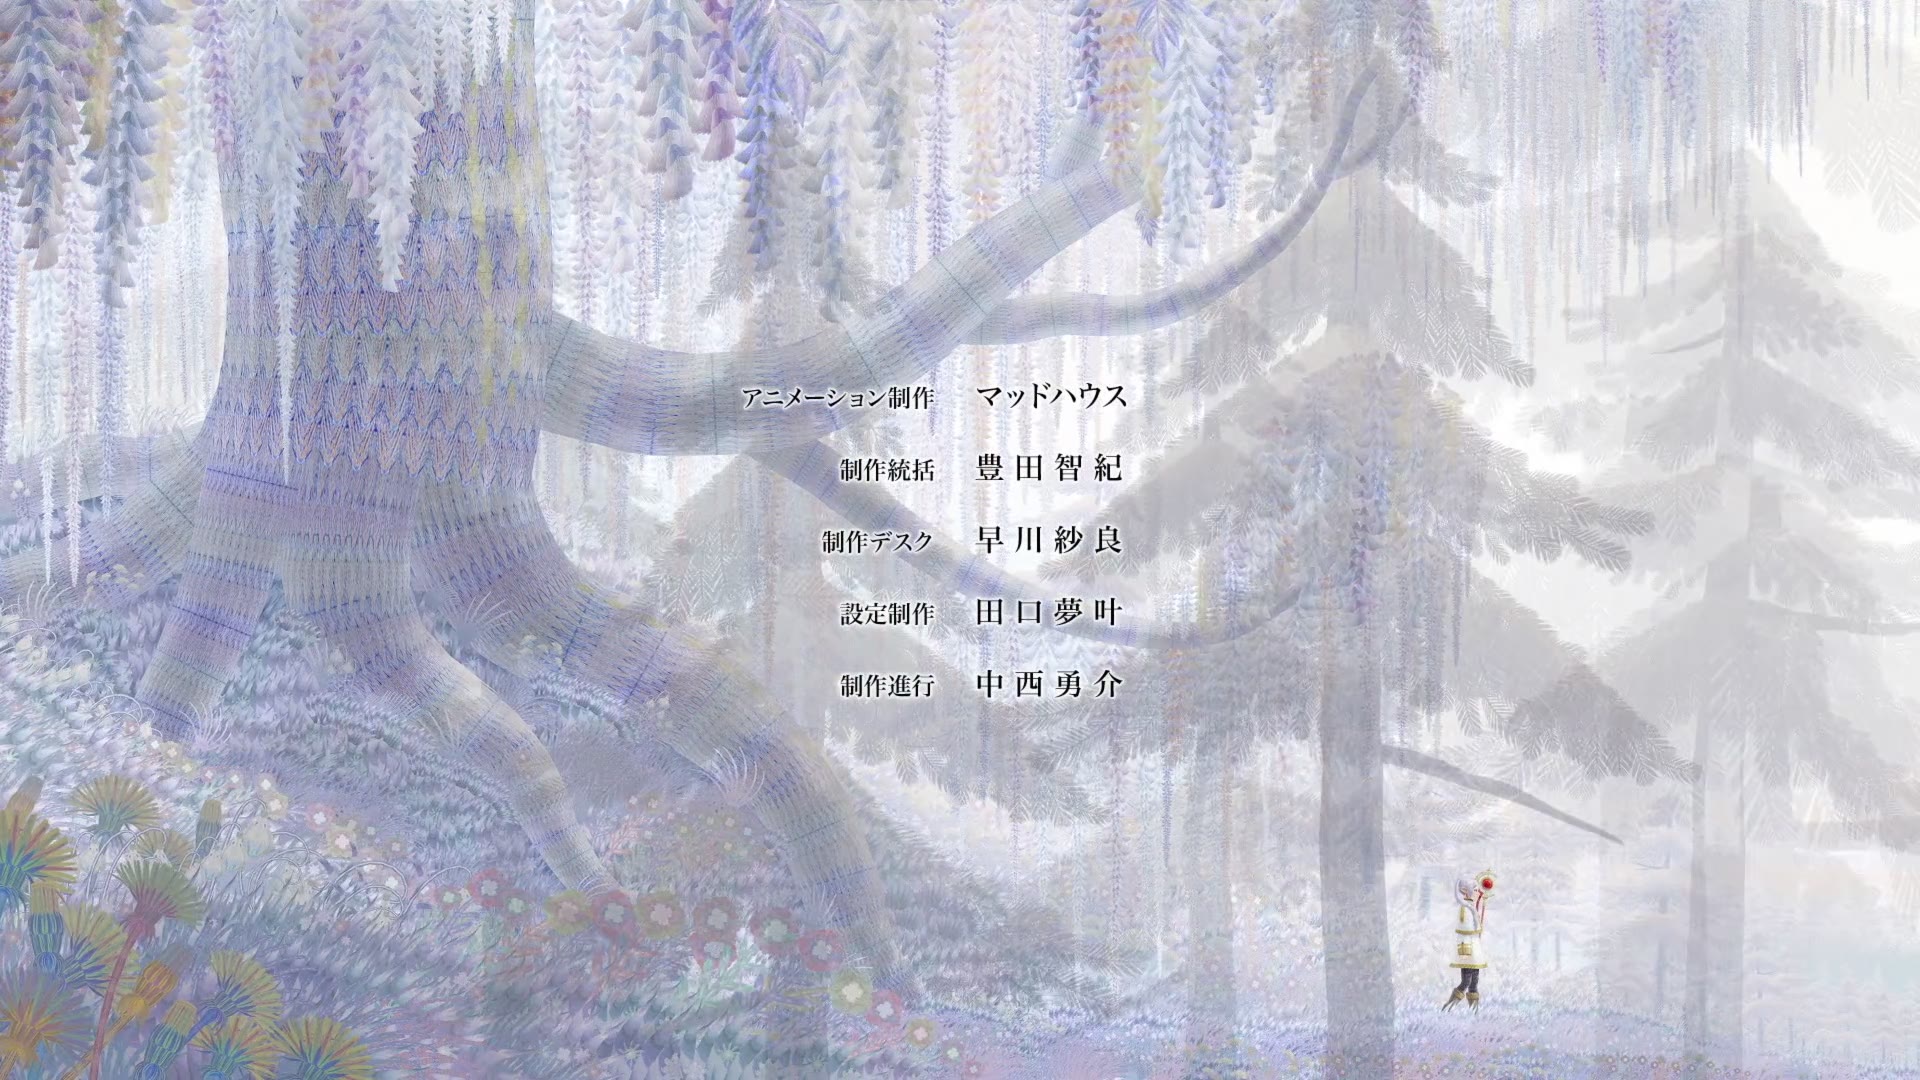 アニメーション制作 マッドハウス
制作統括 豊田智紀
制作デスク 早川紗良
設定制作 田口夢叶
制作進行 中西勇介